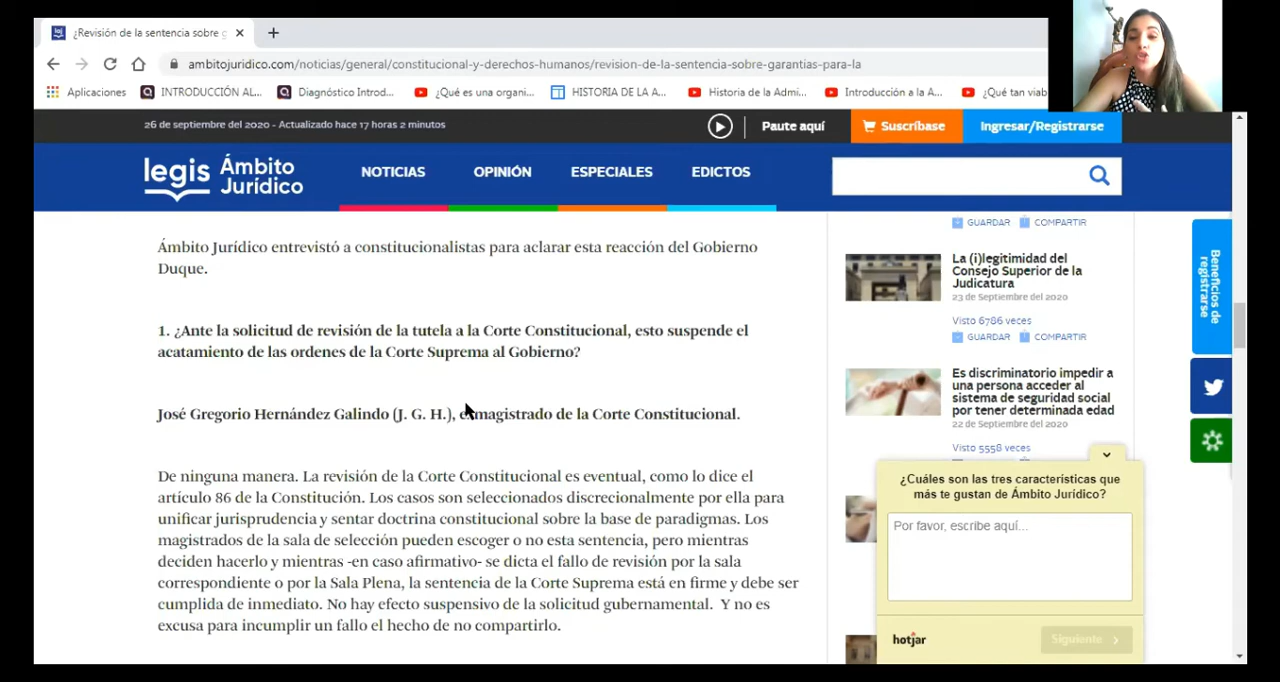 ¿Revisión de la sentencia sobre g
ambitojuridico.com/noticias/general/constitucional-y-derechos-humanos/revision-de-la-sentencia-sobre-garantias-para-la
Aplicaciones
INTRODUCCIÓN AL...
Diagnóstico Introd...
¿Qué es una organi...
HISTORIA DE LA A...
Historia de la Admi...
Introducción a la A...
¿Qué tan viab
26 de septiembre del 2020 - Actualizado hace 17 horas 2 minutos
Paute aquí
Suscríbase
Ingresar/Registrarse
legis Ámbito
Jurídico
NOTICIAS
OPINIÓN
ESPECIALES
EDICTOS
Ámbito Jurídico entrevistó a constitucionalistas para aclarar esta reacción del Gobierno
Duque.
1. ¿Ante la solicitud de revisión de la tutela a la Corte Constitucional, esto suspende el
acatamiento de las ordenes de la Corte Suprema al Gobierno?
José Gregorio Hernández Galindo (J. G. H.), exmagistrado de la Corte Constitucional.
De ninguna manera. La revisión de la Corte Constitucional es eventual, como lo dice el
artículo 86 de la Constitución. Los casos son seleccionados discrecionalmente por ella para
unificar jurisprudencia y sentar doctrina constitucional sobre la base de paradigmas. Los
magistrados de la sala de selección pueden escoger o no esta sentencia, pero mientras
deciden hacerlo y mientras -en caso afirmativo- se dicta el fallo de revisión por la sala
correspondiente o por la Sala Plena, la sentencia de la Corte Suprema está en firme y debe ser
cumplida de inmediato. No hay efecto suspensivo de la solicitud gubernamental. Y no es
excusa para incumplir un fallo el hecho de no compartirlo.
GUARDAR COMPARTIR
La (i)legitimidad del
Consejo Superior de la
Judicatura
23 de Septiembre del 2020
Visto 6786 veces
GUARDAR COMPARTIR
Es discriminatorio impedir a
una persona acceder al
sistema de seguridad social
por tener determinada edad
22 de Septiembre del 2020
Visto 5558 veces
Beneficios de
registrarse
¿Cuáles son las tres características que
más te gustan de Ámbito Jurídico?
Por favor, escribe aquí...
hotjar
Siguiente